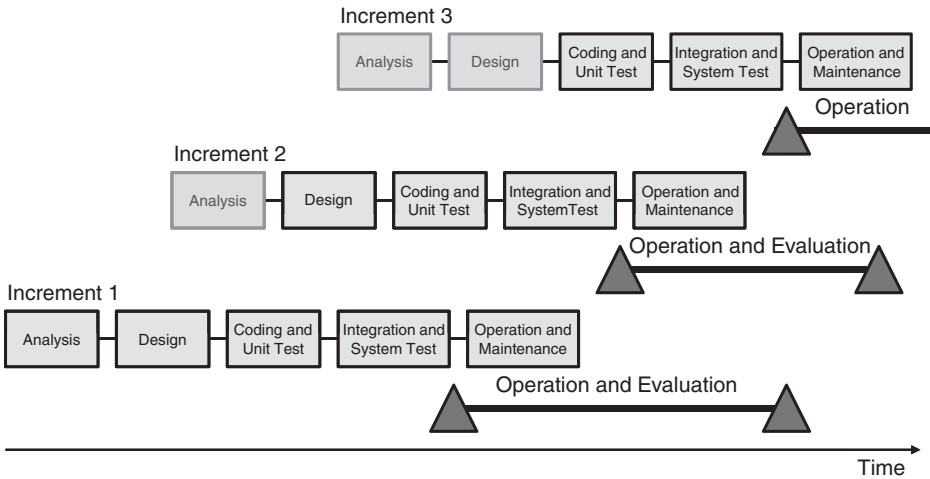 Increment 3
Analysis
Design
Coding and
Unit Test
Integration and
System Test
Operation and
Maintenance
Operation
Increment 2
Analysis
Design
Coding and
Unit Test
Integration and
SystemTest
Operation and
Maintenance
Operation and Evaluation
Increment 1
Analysis
Design
Coding and
Unit Test
Integration and
System Test
Operation and
Maintenance
Operation and Evaluation
Time